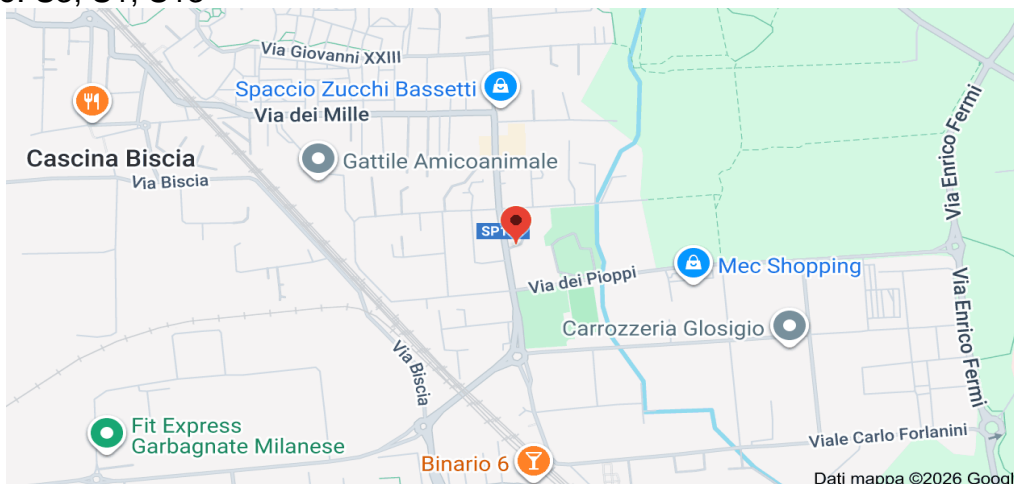 Via Giovanni XXIII
Spaccio Zucchi Bassetti
Via dei Mille
Cascina Biscia
Gattile Amicoanimale
Via Biscia
Via Enrico Fermi
Via dei Pioppi
Mec Shopping
Carrozzeria Glosigio
Via Enrico Fermi
Via Biscia
Fit Express
Garbagnate Milanese
Binario 6
Viale Carlo Forlanini
Dati mappa ©2026 Googl